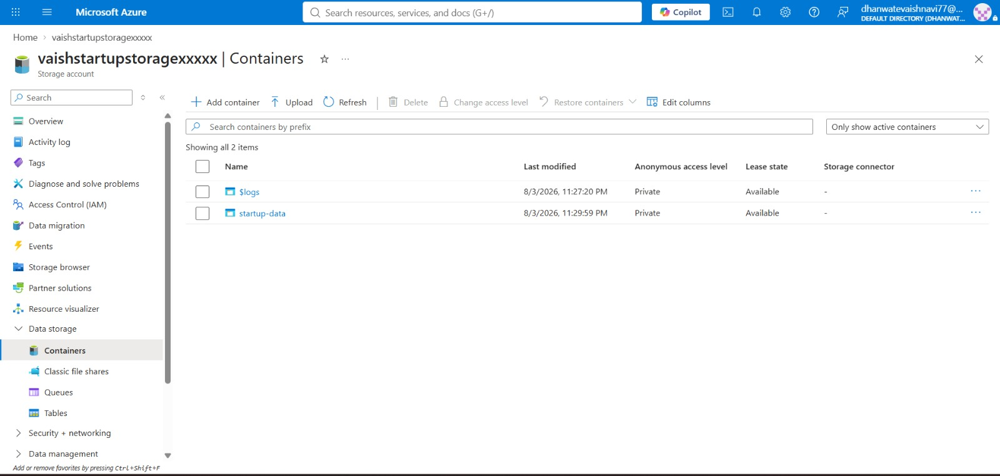 Microsoft Azure
Search resources, services, and docs (G+/)
Copilot
dhanwatevaishnavi77@...
DEFAULT DIRECTORY (DHANWAT...
Home > vaishstartupstoragexxxxx
vaishstartupstoragexxxxx | Containers
...
Storage account
Search
Add container
Upload
Refresh
Delete
Change access level
Restore containers
Edit columns
Overview
Activity log
Tags
Diagnose and solve problems
Access Control (IAM)
Data migration
Events
Storage browser
Partner solutions
Resource visualizer
Data storage
Containers
Classic file shares
Queues
Tables
Security + networking
Data management
Add or remove favorites by pressing Ctrl+Shift+F
Search containers by prefix
Only show active containers
Showing all 2 items
Name Last modified Anonymous access level Lease state Storage connector
$logs 8/3/2026, 11:27:20 PM Private Available - ...
startup-data 8/3/2026, 11:29:59 PM Private Available - ...